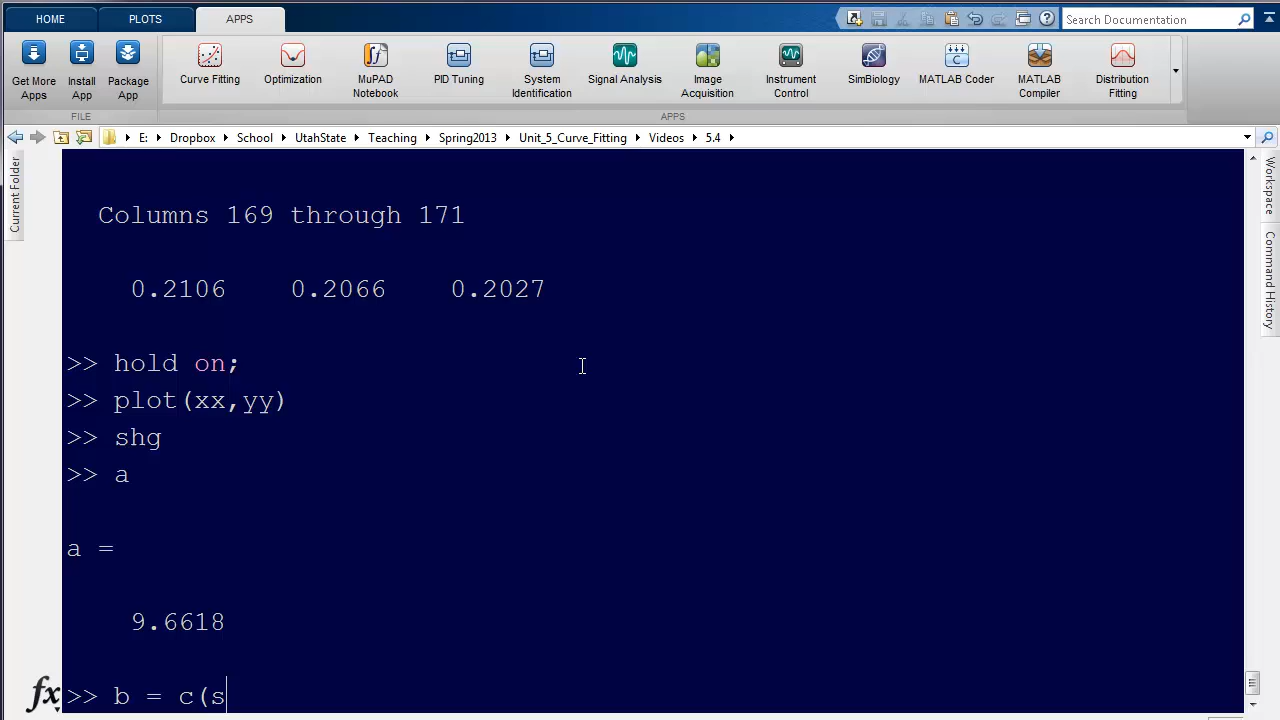 HOME PLOTS APPS
Search Documentation
Get More Apps
Install App
Package App
Curve Fitting
Optimization
MuPAD Notebook
PID Tuning
System Identification
Signal Analysis
Image Acquisition
Instrument Control
SimBiology
MATLAB Coder
MATLAB Compiler
Distribution Fitting
FILE APPS
E: Dropbox School UtahState Teaching Spring2013 Unit_5_Curve_Fitting Videos 5.4
Current Folder
Workspace
Command History
Columns 169 through 171
0.2106 0.2066 0.2027
>> hold on;
>> plot(xx,yy)
>> shg
>> a
a =
9.6618
fx >> b = c(s